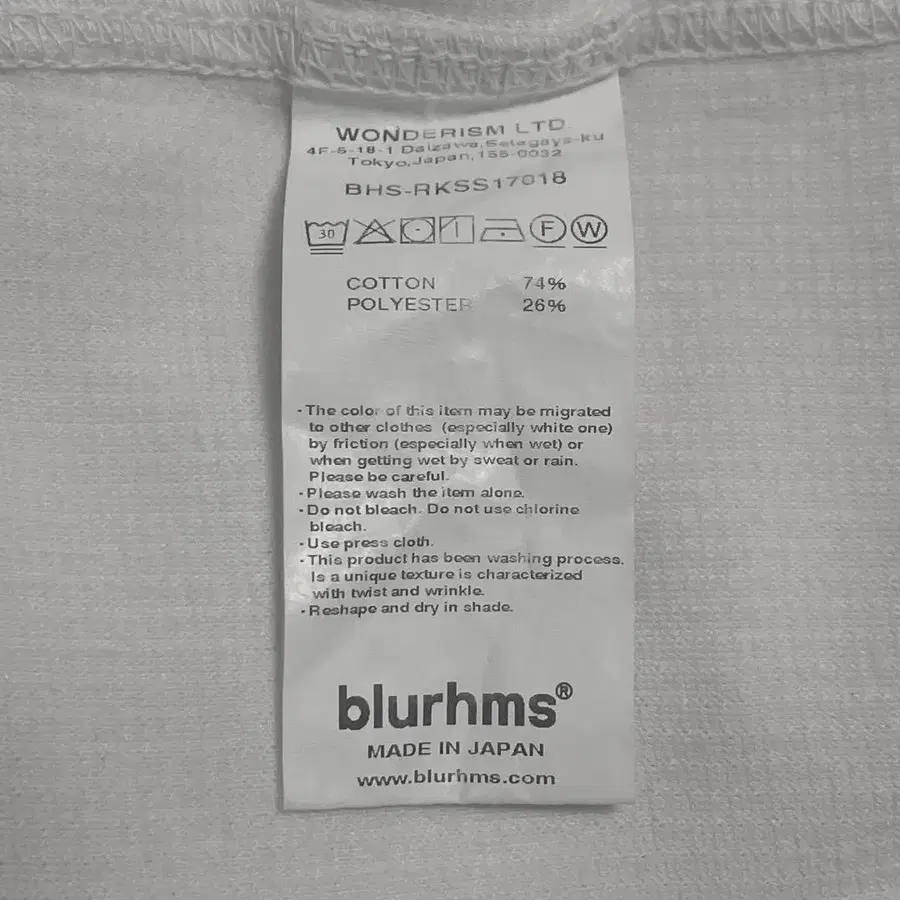 WONDERISM LTD
4F-5-18-1 Daizawa,Setagaya-ku
Tokyo,Japan,155-0032
BHS-RKSS17018
30 F W
COTTON 74%
POLYESTER 26%
·The color of this item may be migrated
to other clothes (especially white one)
by friction (especially when wet) or
when getting wet by sweat or rain.
Please be careful.
·Please wash the item alone.
·Do not bleach. Do not use chlorine
bleach.
·Use press cloth.
·This product has been washing process.
Is a unique texture is characterized
with twist and wrinkle.
·Reshape and dry in shade.
blurhms®
MADE IN JAPAN
www.blurhms.com